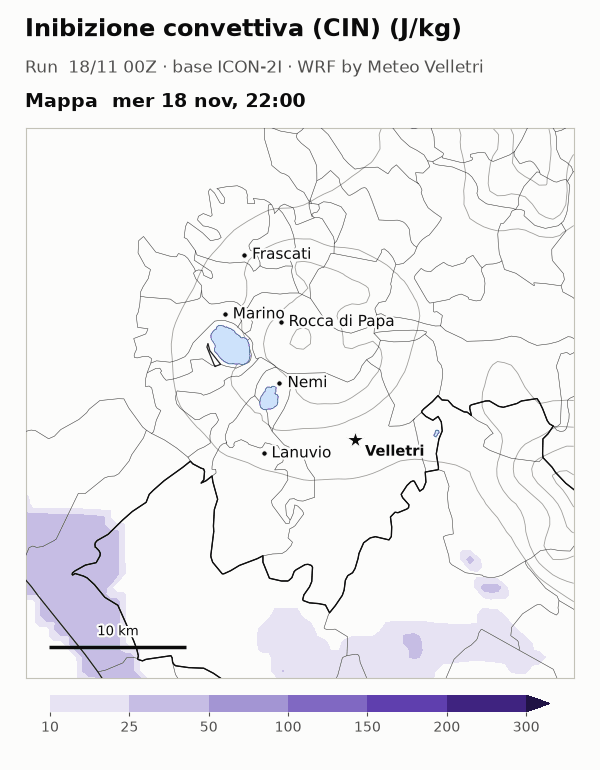 Inibizione convettiva (CIN) (J/kg)
Run  18/11 00Z · base ICON-2I · WRF by Meteo Velletri
Mappa  mer 18 nov, 22:00
Frascati
Marino
Rocca di Papa
Nemi
Velletri
Lanuvio
10 km
10 25 50 100 150 200 300